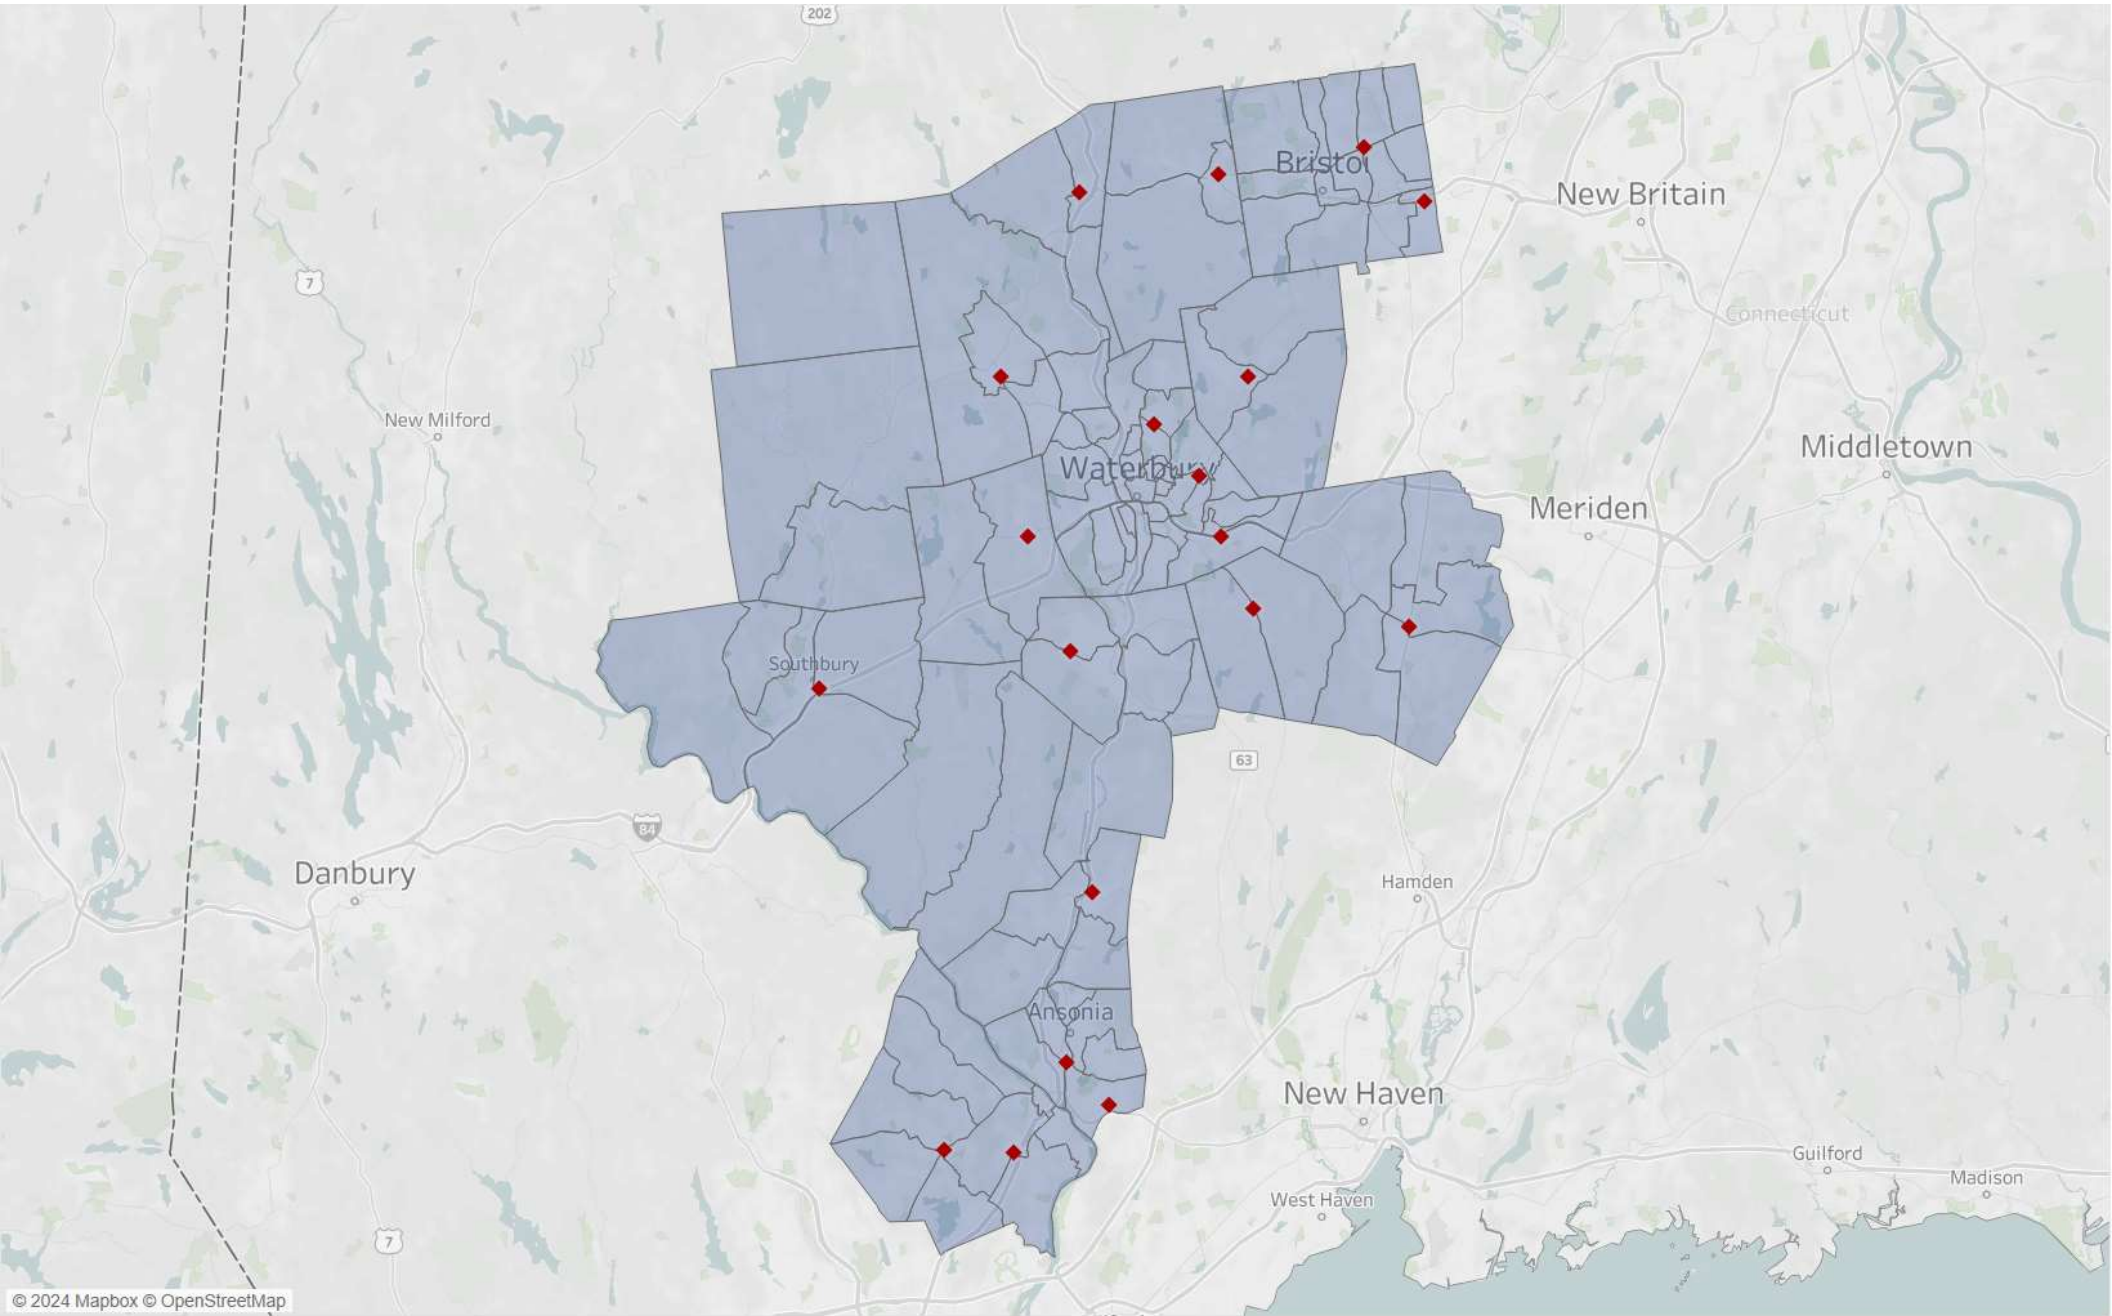 202
Bristol
New Britain
7
Connecticut
New Milford
Middletown
Waterbury
Meriden
Southbury
63
84
Danbury
Hamden
Ansonia
New Haven
Guilford
Madison
West Haven
7
© 2024 Mapbox © OpenStreetMap